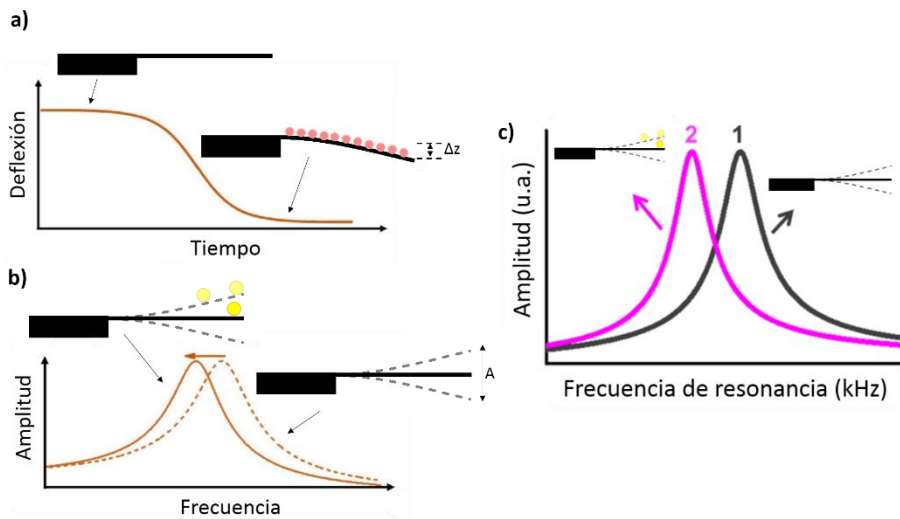 a)
Deflexión
Δz
Tiempo
b)
Amplitud
A
Frecuencia
c)
2
1
Amplitud (u.a.)
Frecuencia de resonancia (kHz)